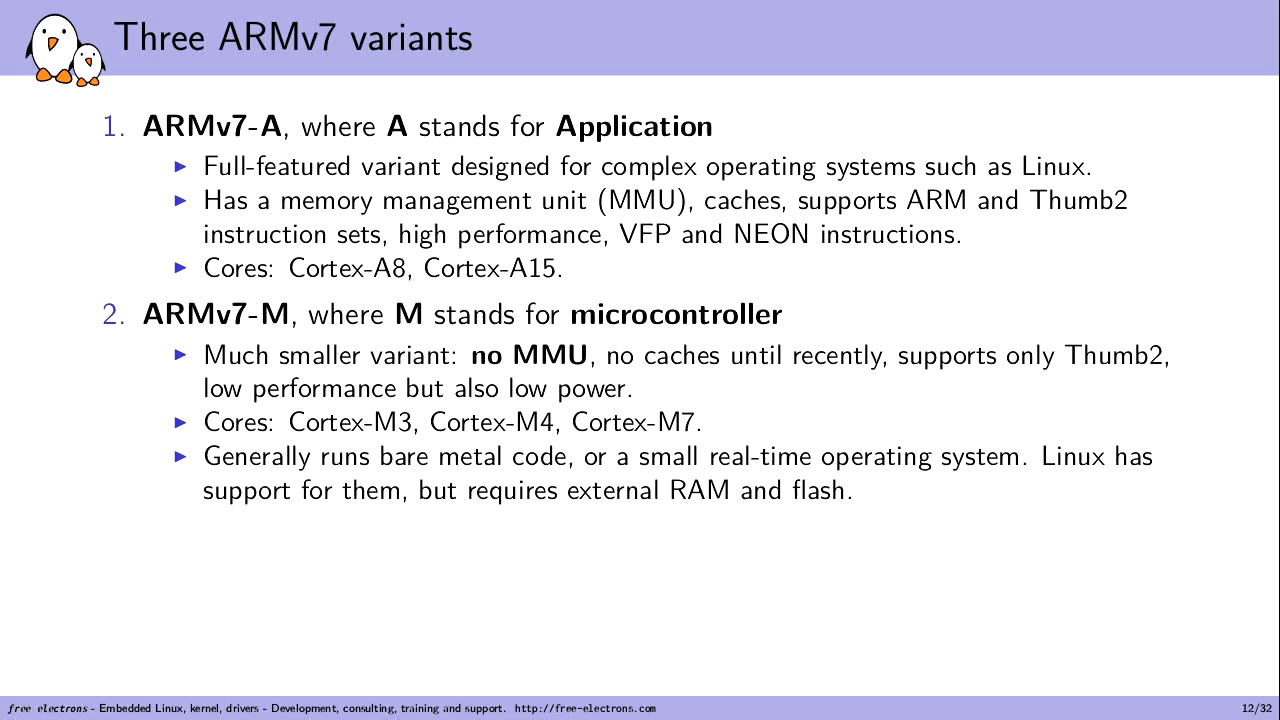 Three ARMv7 variants
1. ARMv7-A, where A stands for Application
▶ Full-featured variant designed for complex operating systems such as Linux.
▶ Has a memory management unit (MMU), caches, supports ARM and Thumb2
instruction sets, high performance, VFP and NEON instructions.
▶ Cores: Cortex-A8, Cortex-A15.
2. ARMv7-M, where M stands for microcontroller
▶ Much smaller variant: no MMU, no caches until recently, supports only Thumb2,
low performance but also low power.
▶ Cores: Cortex-M3, Cortex-M4, Cortex-M7.
▶ Generally runs bare metal code, or a small real-time operating system. Linux has
support for them, but requires external RAM and flash.
free electrons - Embedded Linux, kernel, drivers - Development, consulting, training and support. http://free-electrons.com 12/32